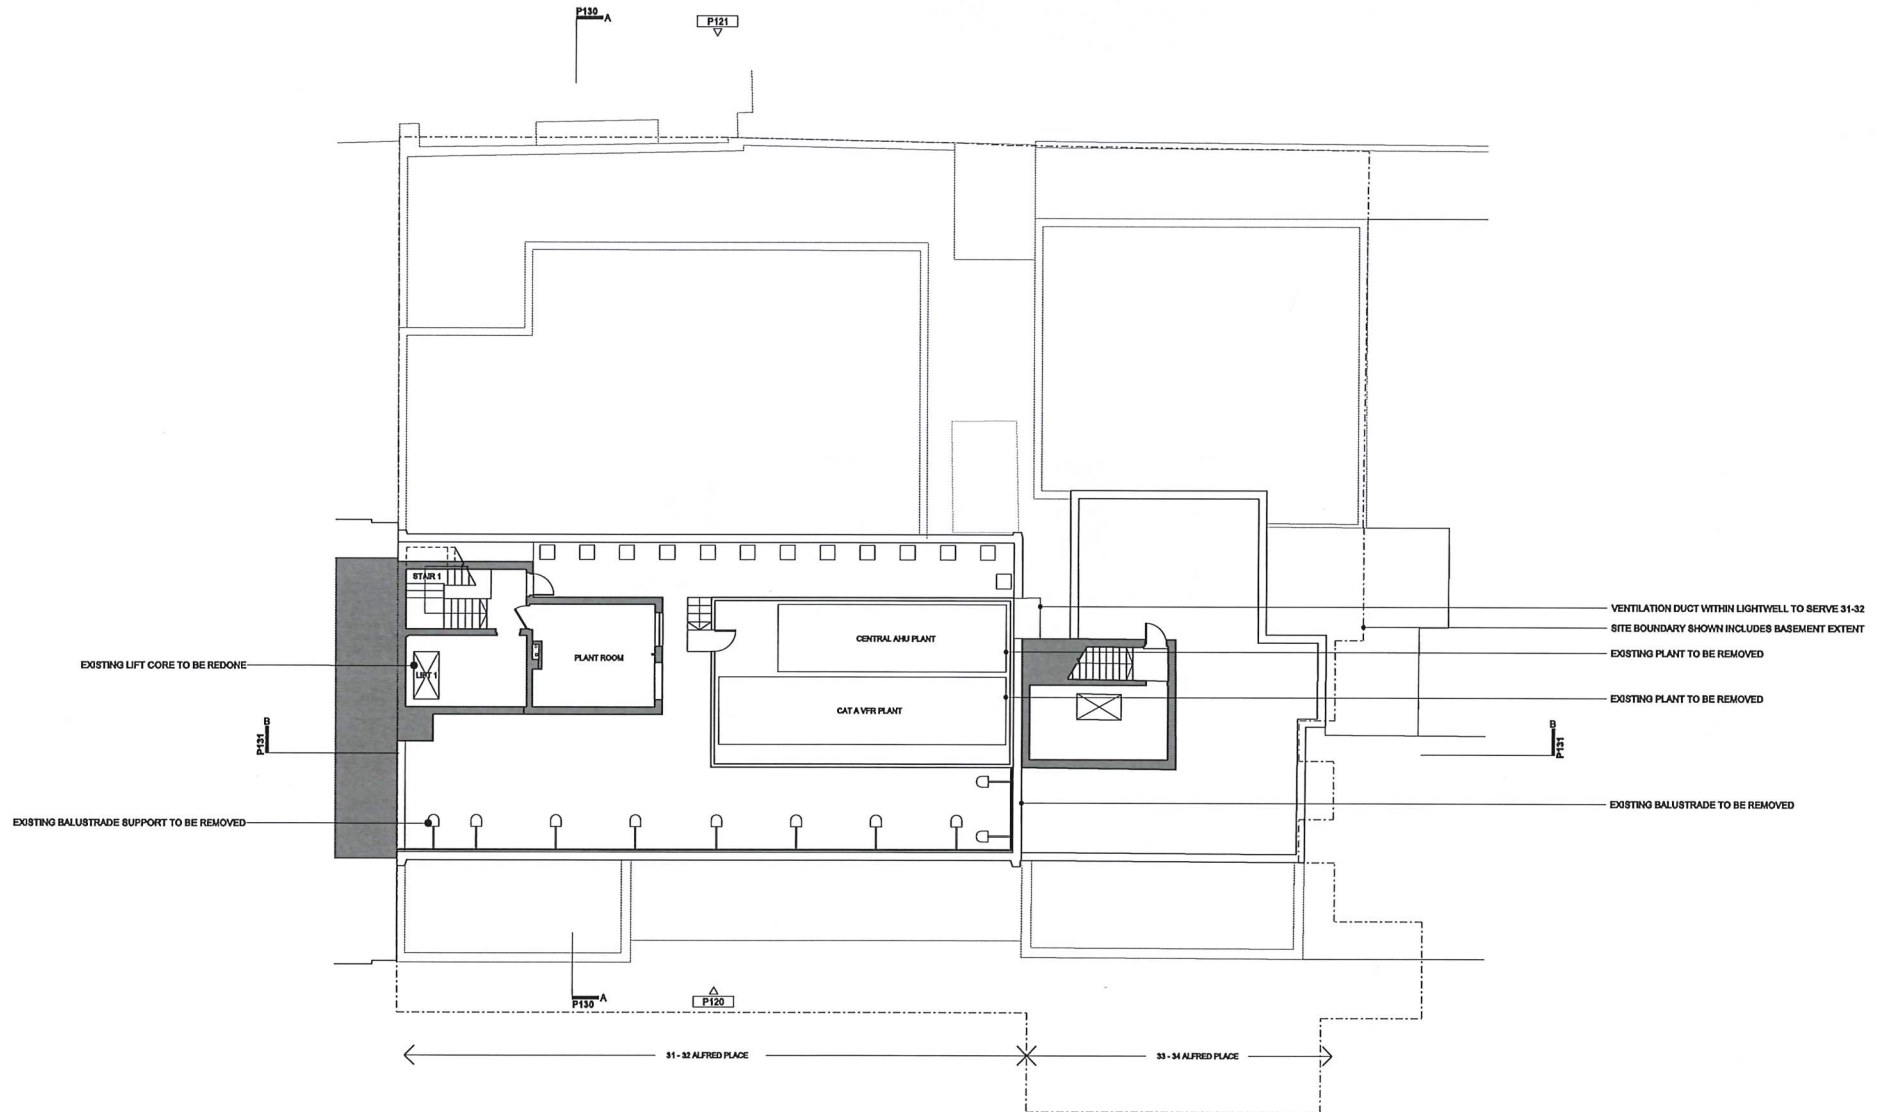 P130
A
P121
STAIR 1
CENTRAL AHU PLANT
VENTILATION DUCT WITHIN LIGHTWELL TO SERVE 31-32
SITE BOUNDARY SHOWN INCLUDES BASEMENT EXTENT
PLANT ROOM
EXISTING PLANT TO BE REMOVED
EXISTING LIFT CORE TO BE REDONE
LIFT 1
EXISTING PLANT TO BE REMOVED
CAT A VFR PLANT
B
P131
B
P131
EXISTING BALUSTRADE TO BE REMOVED
EXISTING BALUSTRADE SUPPORT TO BE REMOVED
P130
A
P120
31 - 32 ALFRED PLACE
33 - 34 ALFRED PLACE